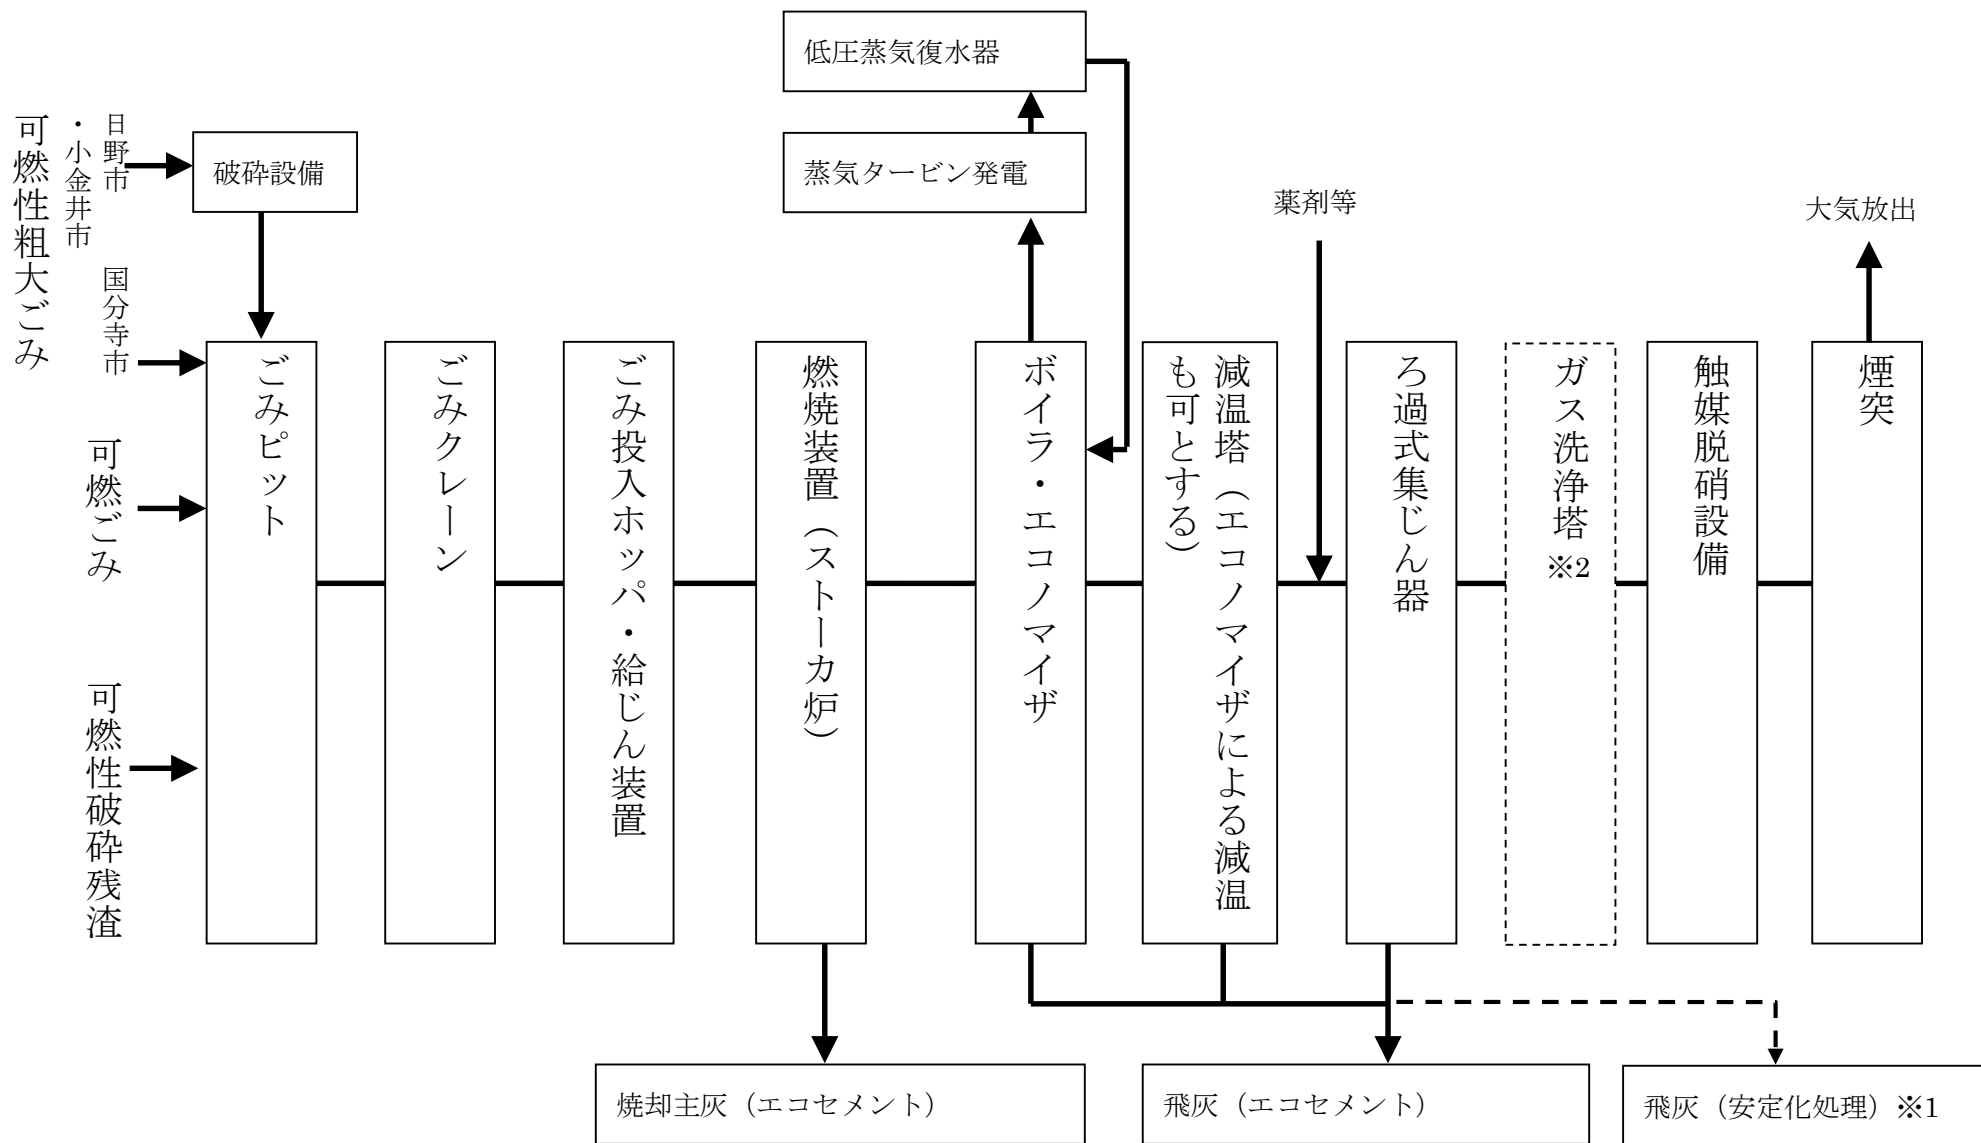 低圧蒸気復水器
蒸気タービン発電
可燃性粗大ごみ
日野市
・小金井市
国分寺市
破砕設備
薬剤等
大気放出
可燃ごみ
可燃性破砕残渣
ごみピット
ごみクレーン
ごみ投入ホッパ・給じん装置
燃焼装置（ストーカ炉）
ボイラ・エコノマイザ
減温塔（エコノマイザによる減温
も可とする）
ろ過式集じん器
ガス洗浄塔
※2
触媒脱硝設備
煙突
焼却主灰（エコセメント）
飛灰（エコセメント）
飛灰（安定化処理）※1